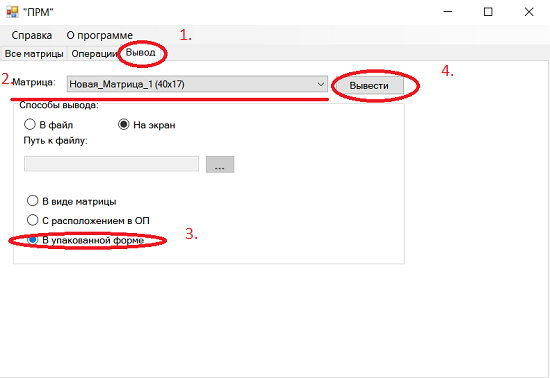 "ПРМ"
Справка О программе
1.
Все матрицы Операции Вывод
2. Матрица: Новая_Матрица_1 (40x17) Вывести
4.
Способы вывода:
В файл На экран
Путь к файлу:
...
В виде матрицы
С расположением в ОП
В упакованной форме 3.